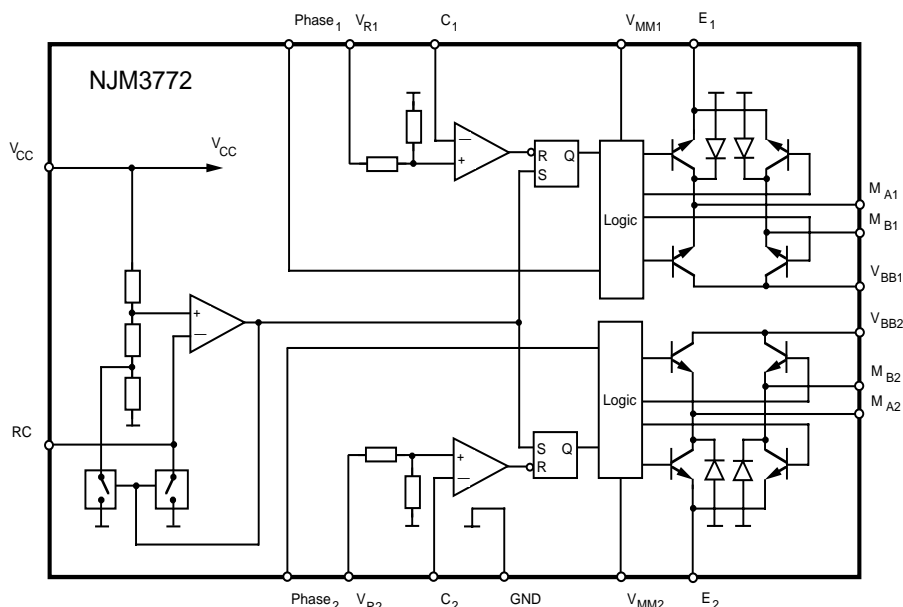 Phase1 VR1 C1 VMM1 E1
NJM3772
VCC VCC
+
—
R Q
S
Logic
MA1
MB1
VBB1
+
—
VBB2
MB2
Logic
MA2
RC
+
—
S Q
R
Phase2 VR2 C2 GND VMM2 E2